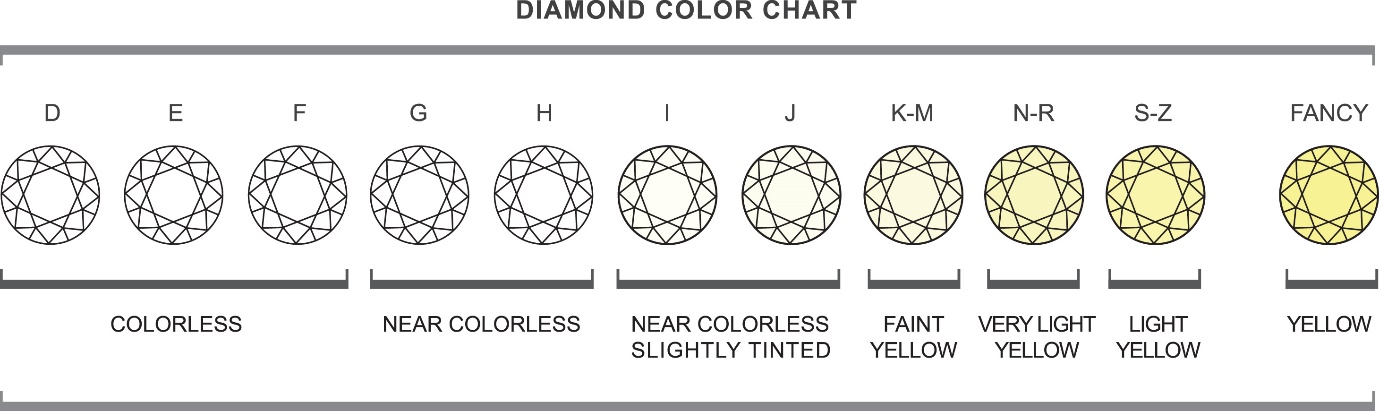 DIAMOND COLOR CHART
D E F G H I J K-M N-R S-Z FANCY
COLORLESS
NEAR COLORLESS
NEAR COLORLESS
SLIGHTLY TINTED
FAINT
YELLOW
VERY LIGHT
YELLOW
LIGHT
YELLOW
YELLOW